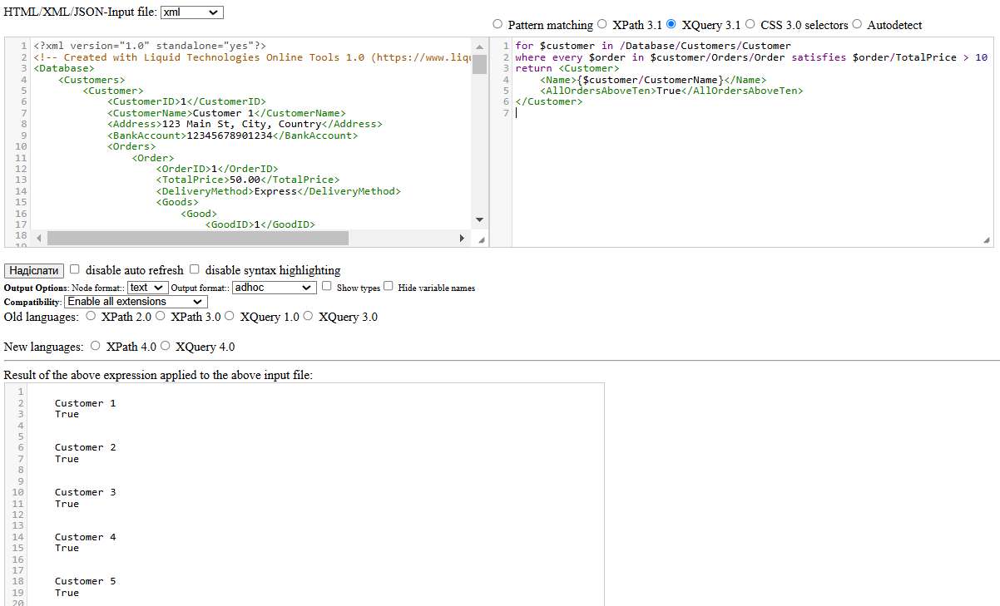 HTML/XML/JSON-Input file: xml
Pattern matching XPath 3.1 XQuery 3.1 CSS 3.0 selectors Autodetect
1 <?xml version="1.0" standalone="yes"?>
2 <!-- Created with Liquid Technologies Online Tools 1.0 (https://www.liq
3 <Database>
4 <Customers>
5 <Customer>
6 <CustomerID>1</CustomerID>
7 <CustomerName>Customer 1</CustomerName>
8 <Address>123 Main St, City, Country</Address>
9 <BankAccount>12345678901234</BankAccount>
10 <Orders>
11 <Order>
12 <OrderID>1</OrderID>
13 <TotalPrice>50.00</TotalPrice>
14 <DeliveryMethod>Express</DeliveryMethod>
15 <Goods>
16 <Good>
17 <GoodID>1</GoodID>
18
19
1 for $customer in /Database/Customers/Customer
2 where every $order in $customer/Orders/Order satisfies $order/TotalPrice > 10
3 return <Customer>
4 <Name>{$customer/CustomerName}</Name>
5 <AllOrdersAboveTen>True</AllOrdersAboveTen>
6 </Customer>
7
Надіслати disable auto refresh disable syntax highlighting
Output Options: Node format:: text Output format:: adhoc Show types Hide variable names
Compatibility: Enable all extensions
Old languages: XPath 2.0 XPath 3.0 XQuery 1.0 XQuery 3.0
New languages: XPath 4.0 XQuery 4.0
Result of the above expression applied to the above input file:
1
2 Customer 1
3 True
4
5
6 Customer 2
7 True
8
9
10 Customer 3
11 True
12
13
14 Customer 4
15 True
16
17
18 Customer 5
19 True
20